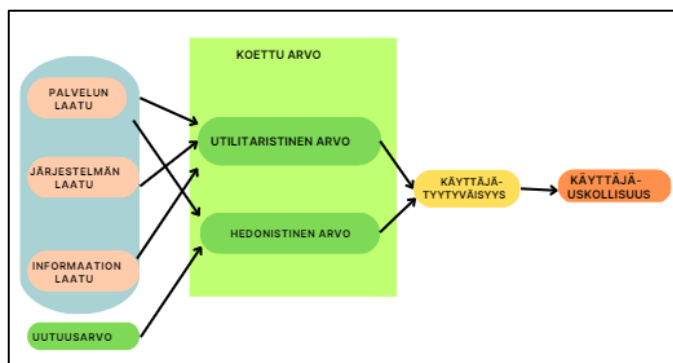 KOETTU ARVO
PALVELUN
LAATU
UTILITARISTINEN ARVO
JÄRJESTELMÄN
LAATU
KÄYTTÄJÄ-
TYYTYVÄISYYS
KÄYTTÄJÄ-
USKOLLISUUS
HEDONISTINEN ARVO
INFORMAATION
LAATU
UUTUUSARVO